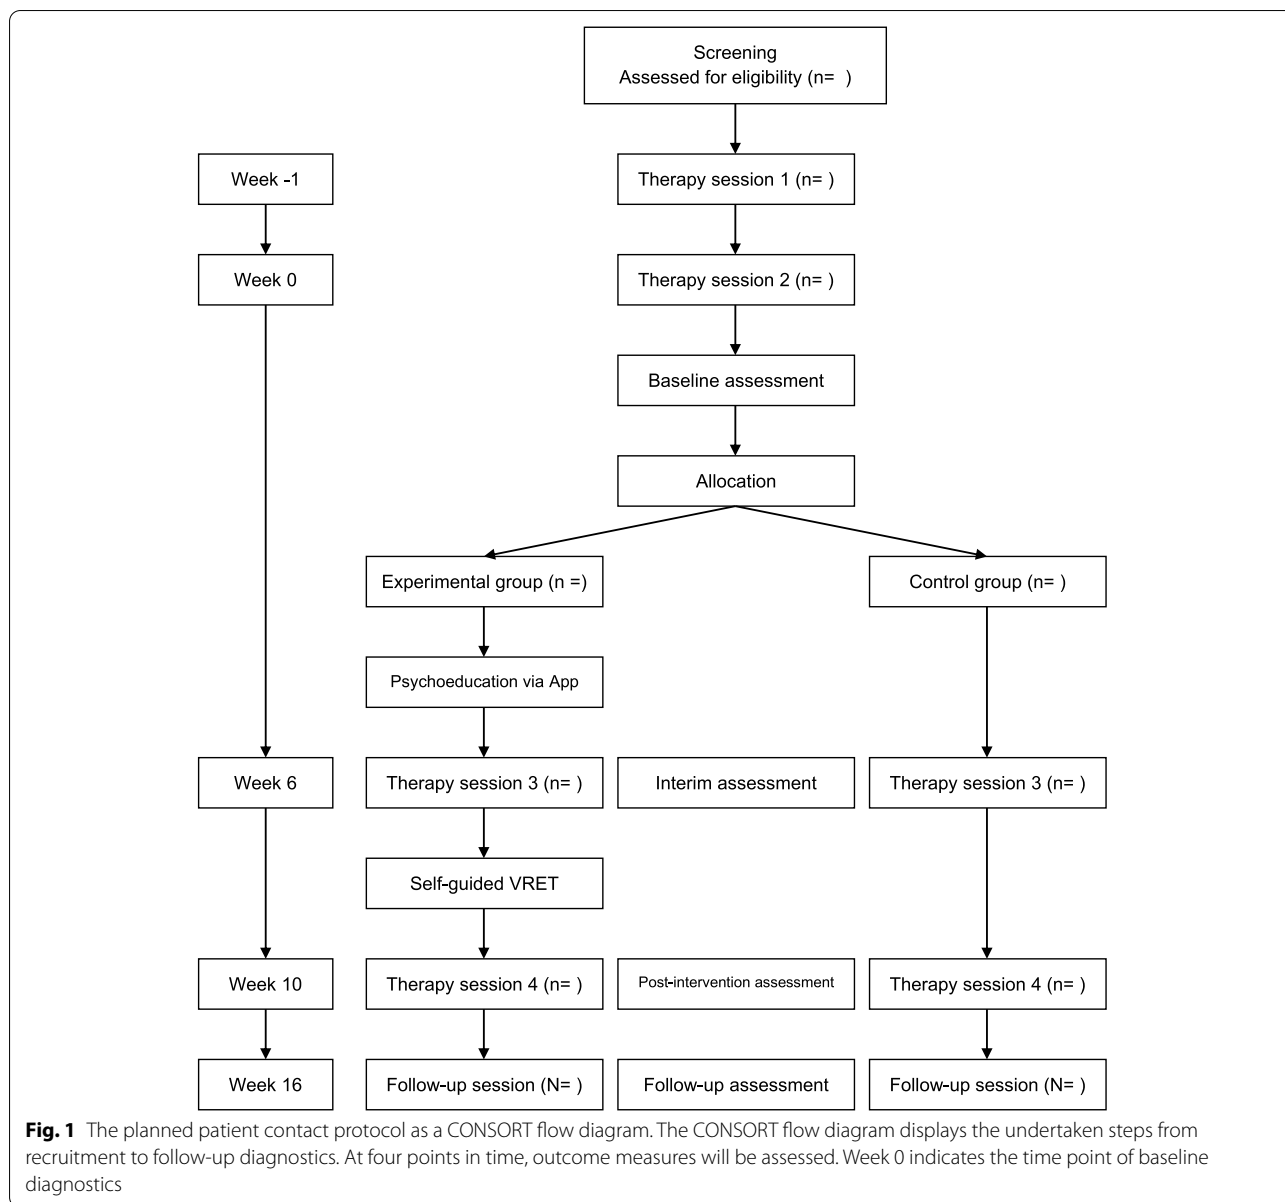 Screening
Assessed for eligibility (n= )
Week -1
Therapy session 1 (n= )
Week 0
Therapy session 2 (n= )
Baseline assessment
Allocation
Experimental group (n =)
Control group (n= )
Psychoeducation via App
Week 6
Therapy session 3 (n= )
Interim assessment
Therapy session 3 (n= )
Self-guided VRET
Week 10
Therapy session 4 (n= )
Post-intervention assessment
Therapy session 4 (n= )
Week 16
Follow-up session (N= )
Follow-up assessment
Follow-up session (N= )
Fig. 1 The planned patient contact protocol as a CONSORT flow diagram. The CONSORT flow diagram displays the undertaken steps from
recruitment to follow-up diagnostics. At four points in time, outcome measures will be assessed. Week 0 indicates the time point of baseline
diagnostics